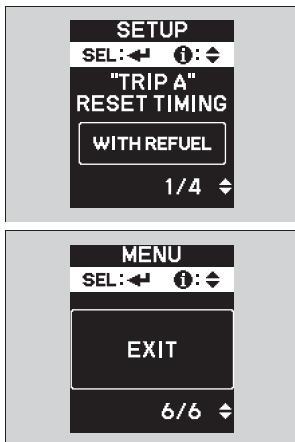 SETUP
SEL: :
"TRIP A"
RESET TIMING
WITH REFUEL
1/4
MENU
SEL: :
EXIT
6/6